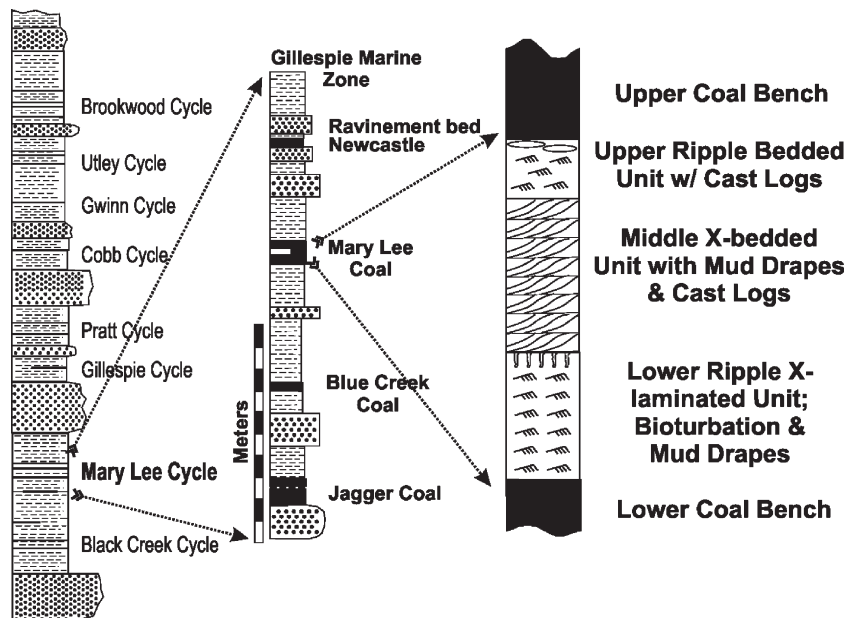 Brookwood Cycle
Utley Cycle
Gwinn Cycle
Cobb Cycle
Pratt Cycle
Gillespie Cycle
Mary Lee Cycle
Black Creek Cycle
Gillespie Marine
Zone
Ravinement bed
Newcastle
Mary Lee
Coal
Blue Creek
Coal
Jagger Coal
Meters
Upper Coal Bench
Upper Ripple Bedded
Unit w/ Cast Logs
Middle X-bedded
Unit with Mud Drapes
& Cast Logs
Lower Ripple X-
laminated Unit;
Bioturbation &
Mud Drapes
Lower Coal Bench